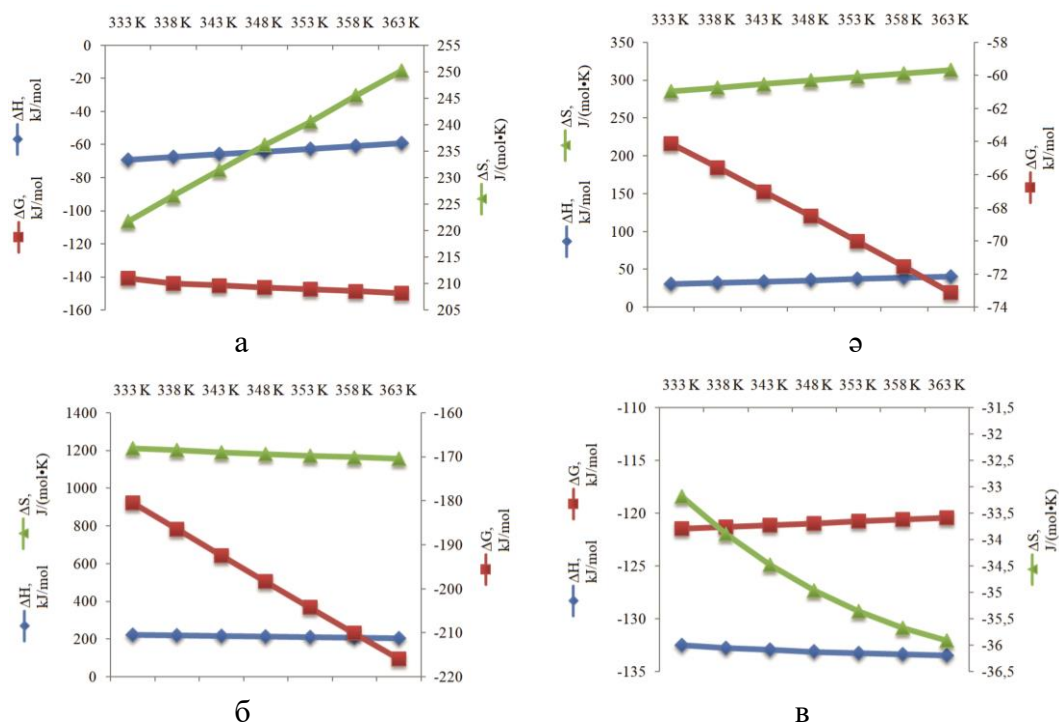 333 K 338 K 343 K 348 K 353 K 358 K 363 K
0
-20
-40
-60
-80
-100
-120
-140
-160
255
250
245
240
235
230
225
220
215
210
205
ΔH,
kJ/mol
ΔG,
kJ/mol
ΔS,
J/(mol•K)
а
333 K 338 K 343 K 348 K 353 K 358 K 363 K
350
300
250
200
150
100
50
0
-58
-60
-62
-64
-66
-68
-70
-72
-74
ΔS,
J/(mol•K)
ΔH,
kJ/mol
ΔG,
kJ/mol
ә
333 K 338 K 343 K 348 K 353 K 358 K 363 K
1400
1200
1000
800
600
400
200
0
-160
-170
-180
-190
-200
-210
-220
ΔS,
J/(mol•K)
ΔH,
kJ/mol
ΔG,
kJ/mol
б
333 K 338 K 343 K 348 K 353 K 358 K 363 K
-110
-115
-120
-125
-130
-135
-31,5
-32
-32,5
-33
-33,5
-34
-34,5
-35
-35,5
-36
-36,5
ΔG,
kJ/mol
ΔH,
kJ/mol
ΔS,
J/(mol•K)
в